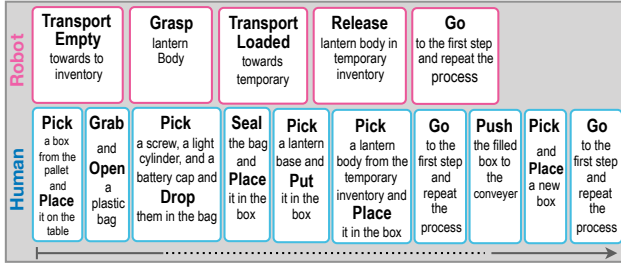 Robot
Transport
Empty
towards to
inventory
Grasp
lantern
Body
Transport
Loaded
towards
temporary
Release
lantern body in
temporary
inventory
Go
to the first step
and repeat the
process
Human
Pick
a box
from the
pallet
and
Place
it on the
table
Grab
and
Open
a
plastic
bag
Pick
a screw, a light
cylinder, and a
battery cap and
Drop
them in the bag
Seal
the bag
and
Place
it in the
box
Pick
a lantern
base and
Put
it in the
box
Pick
a lantern
body from the
temporary
inventory and
Place
it in the box
Go
to the
first step
and
repeat
the
process
Push
the filled
box to
the
conveyer
Pick
and
Place
a new
box
Go
to the
first step
and
repeat
the
process